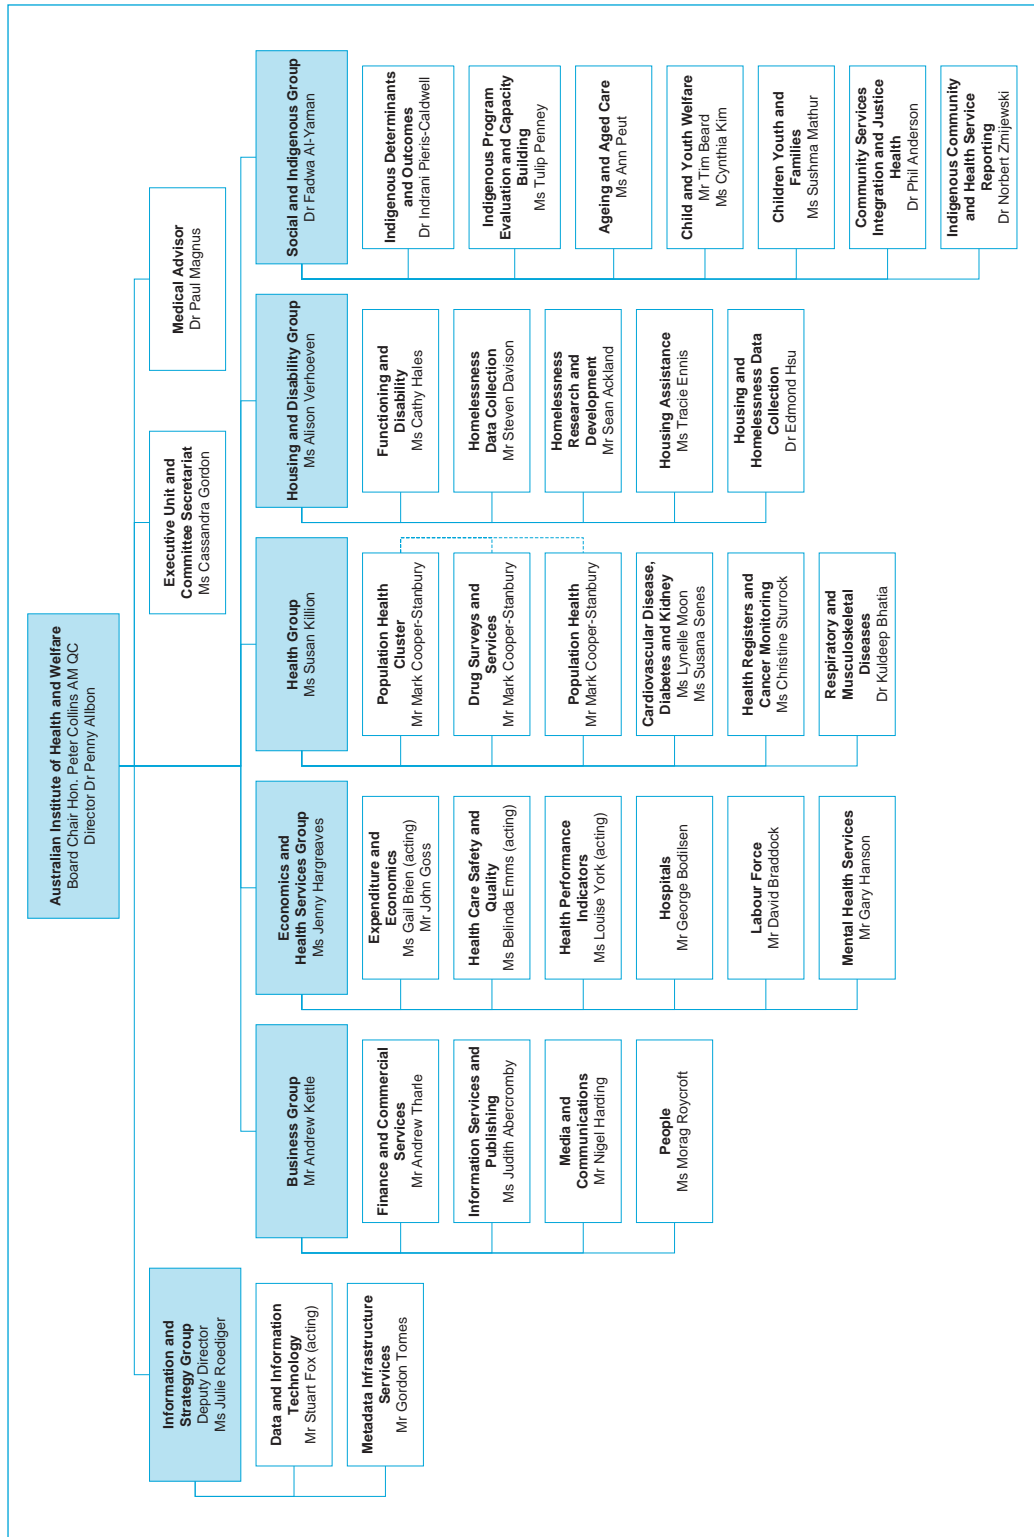 Australian Institute of Health and Welfare
Board Chair Hon. Peter Collins AM QC
Director Dr Penny Allbon
Information and
Strategy Group
Deputy Director
Ms Julie Roediger
Executive Unit and
Committee Secretariat
Ms Cassandra Gordon
Medical Advisor
Dr Paul Magnus
Data and Information
Technology
Mr Stuart Fox (acting)
Metadada Infrastructure
Services
Mr Gordon Tomes
Business Group
Mr Andrew Kettle
Finance and Commercial
Services
Mr Andrew Tharle
Information Services and
Publishing
Ms Judith Abercromby
Media and
Communications
Mr Nigel Harding
People
Ms Morag Roycroft
Economics and
Health Services Group
Ms Jenny Hargreaves
Expenditure and
Economics
Ms Gail Brien (acting)
Mr John Goss
Health Care Safety and
Quality
Ms Belinda Emms (acting)
Health Performance
Indicators
Ms Louise York (acting)
Hospitals
Mr George Bodilsen
Labour Force
Mr David Braddock
Mental Health Services
Mr Gary Hanson
Health Group
Ms Susan Killion
Population Health
Cluster
Mr Mark Cooper-Stanbury
Drug Surveys and
Services
Mr Mark Cooper-Stanbury
Population Health
Mr Mark Cooper-Stanbury
Cardiovascular Disease,
Diabetes and Kidney
Ms Lynelle Moon
Ms Susana Senes
Health Registers and
Cancer Monitoring
Ms Christine Sturrock
Respiratory and
Musculoskeletal
Diseases
Dr Kuldeep Bhatia
Housing and Disability Group
Ms Alison Verhoeven
Functioning and
Disability
Ms Cathy Hales
Homelessness
Data Collection
Mr Steven Davison
Homelessness
Research and
Development
Mr Sean Ackland
Housing Assistance
Ms Tracie Ennis
Housing and
Homelessness Data
Collection
Dr Edmond Hsu
Social and Indigenous Group
Dr Fadwa Al-Yaman
Indigenous Determinants
and Outcomes
Dr Indrani Pieris-Caldwell
Indigenous Program
Evaluation and Capacity
Building
Ms Tulip Penney
Ageing and Aged Care
Ms Ann Peut
Child and Youth Welfare
Mr Tim Beard
Ms Cynthia Kim
Children Youth and
Families
Ms Sushma Mathur
Community Services
Integration and Justice
Health
Dr Phil Anderson
Indigenous Community
and Health Service
Reporting
Dr Norbert Zmijewski